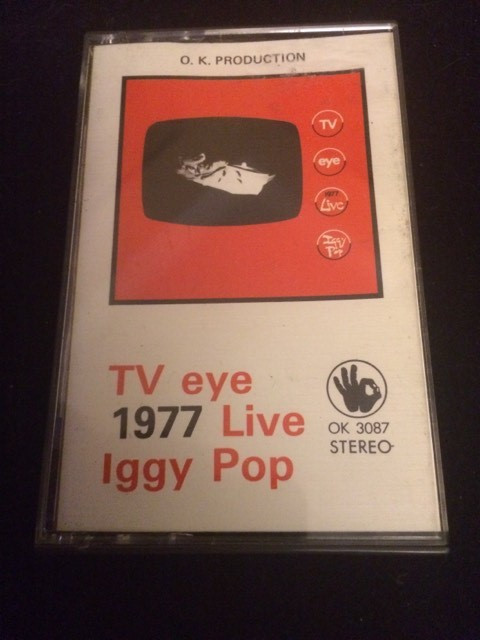 O. K. PRODUCTION
TV
eye
1977
Live
Iggy
Pop
TV eye
1977 Live
Iggy Pop
OK 3087
STEREO